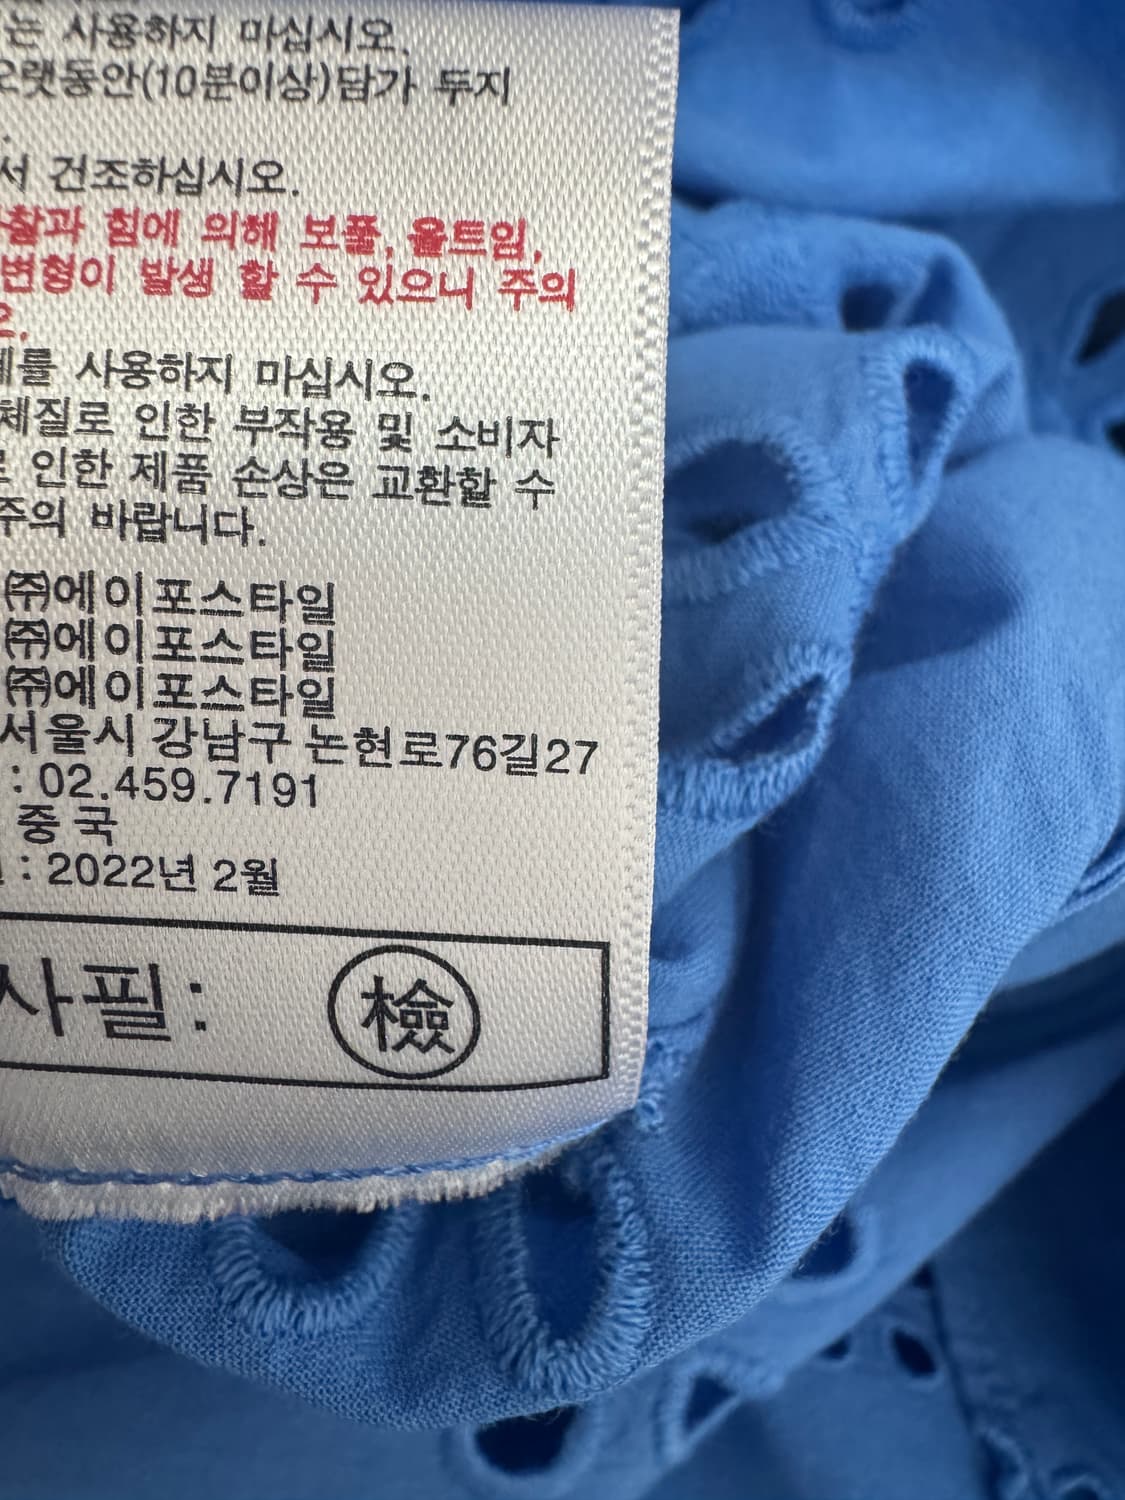 는 사용하지 마십시오.
오랫동안(10분이상)담가 두지
서 건조하십시오.
찰과 힘에 의해 보풀, 올트임,
변형이 발생 할 수 있으니 주의
오.
제를 사용하지 마십시오.
체질로 인한 부작용 및 소비자
로 인한 제품 손상은 교환할 수
주의 바랍니다.
㈜에이포스타일
㈜에이포스타일
㈜에이포스타일
서울시 강남구 논현로76길27
: 02.459.7191
중국
: 2022년 2월
사필: 檢